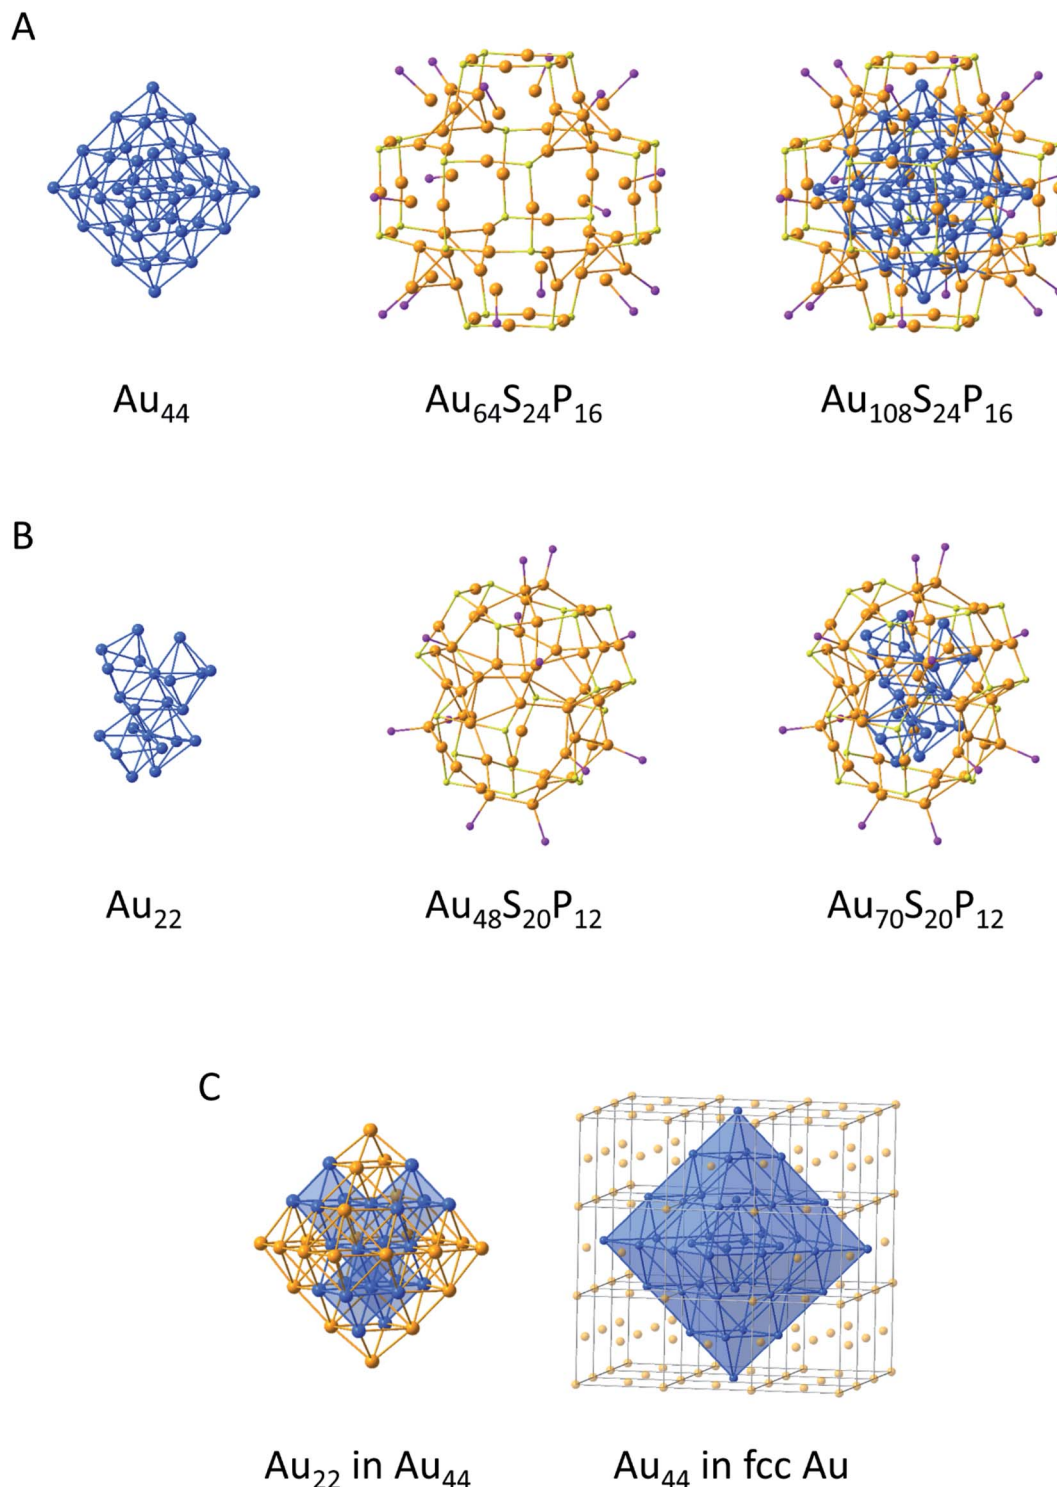 A
Au₄₄ Au₆₄S₂₄P₁₆ Au₁₀₈S₂₄P₁₆
B
Au₂₂ Au₄₈S₂₀P₁₂ Au₇₀S₂₀P₁₂
C
Au₂₂ in Au₄₄ Au₄₄ in fcc Au